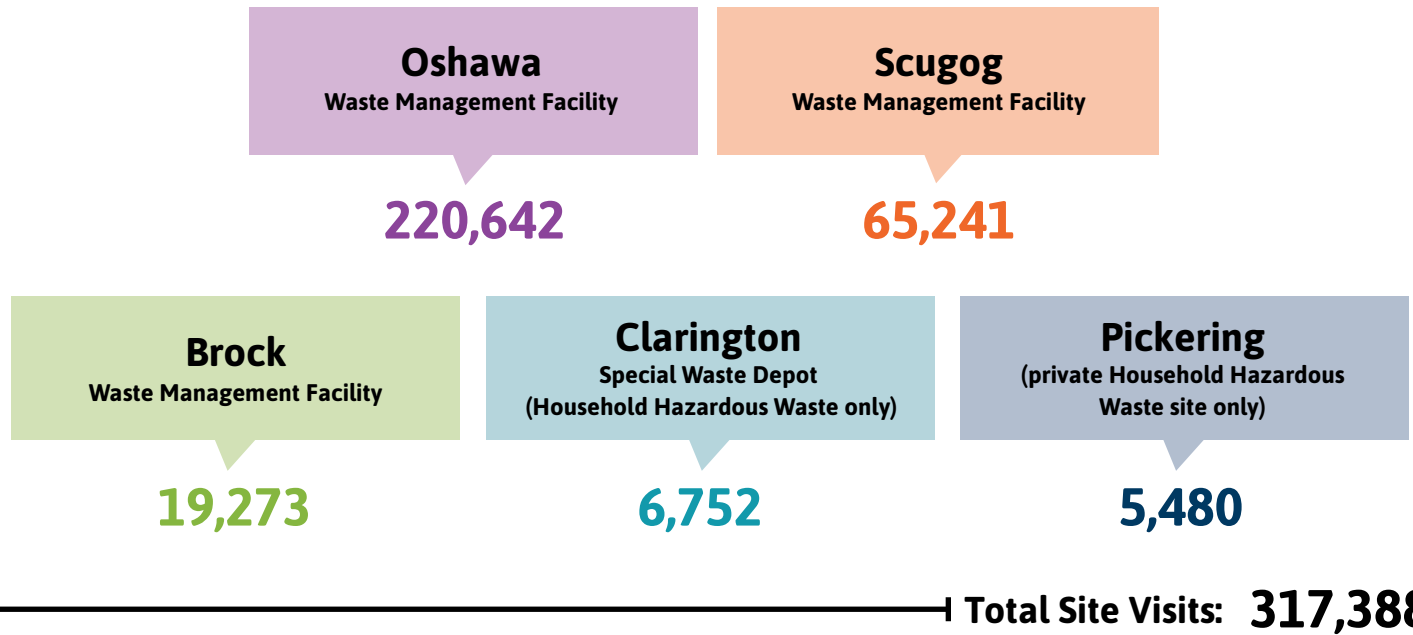 Oshawa
Waste Management Facility
220,642
Scugog
Waste Management Facility
65,241
Brock
Waste Management Facility
19,273
Clarington
Special Waste Depot
(Household Hazardous Waste only)
6,752
Pickering
(private Household Hazardous
Waste site only)
5,480
Total Site Visits: 317,388